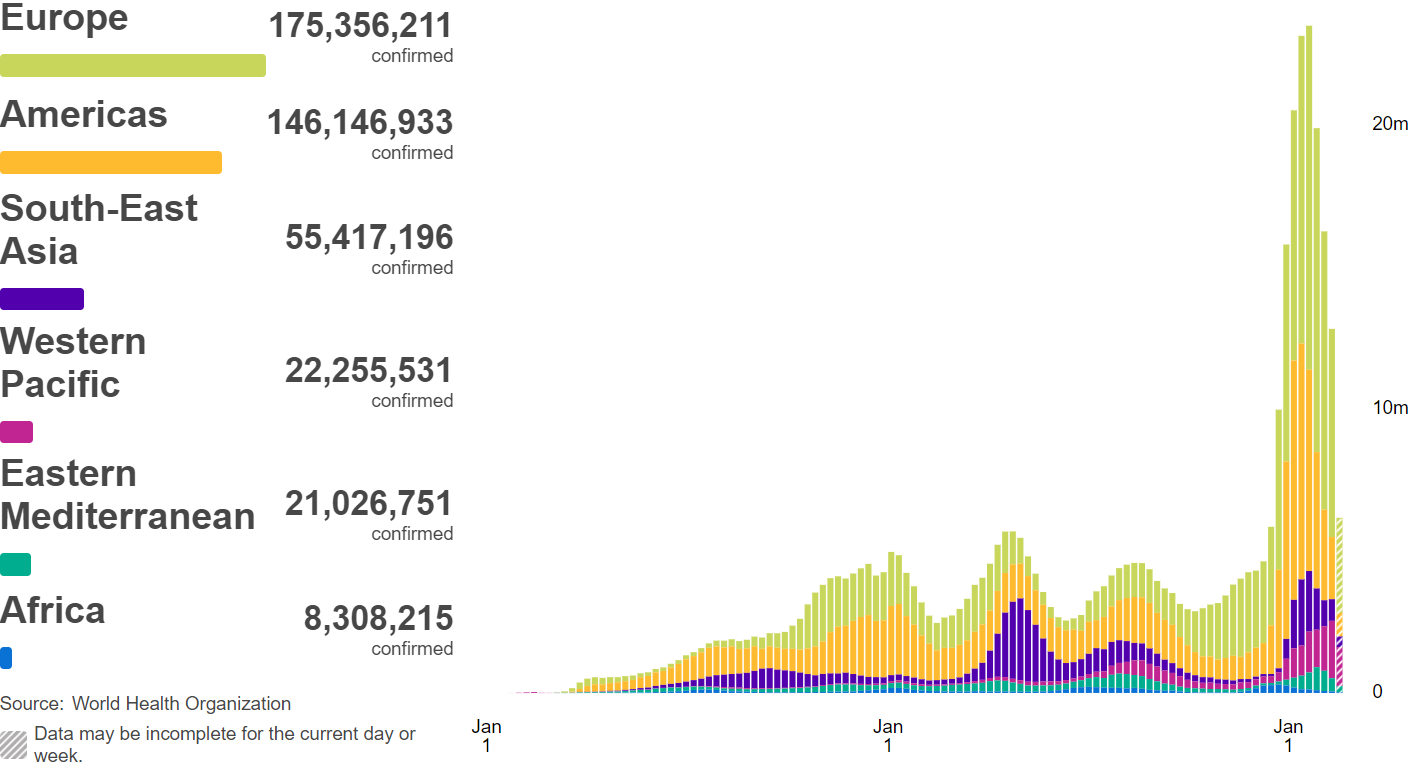 Europe
175,356,211
confirmed
Americas
146,146,933
confirmed
South-East
Asia
55,417,196
confirmed
Western
Pacific
22,255,531
confirmed
Eastern
Mediterranean
21,026,751
confirmed
Africa
8,308,215
confirmed
Source: World Health Organization
Data may be incomplete for the current day or
week.
20m
10m
0
Jan
1
Jan
1
Jan
1